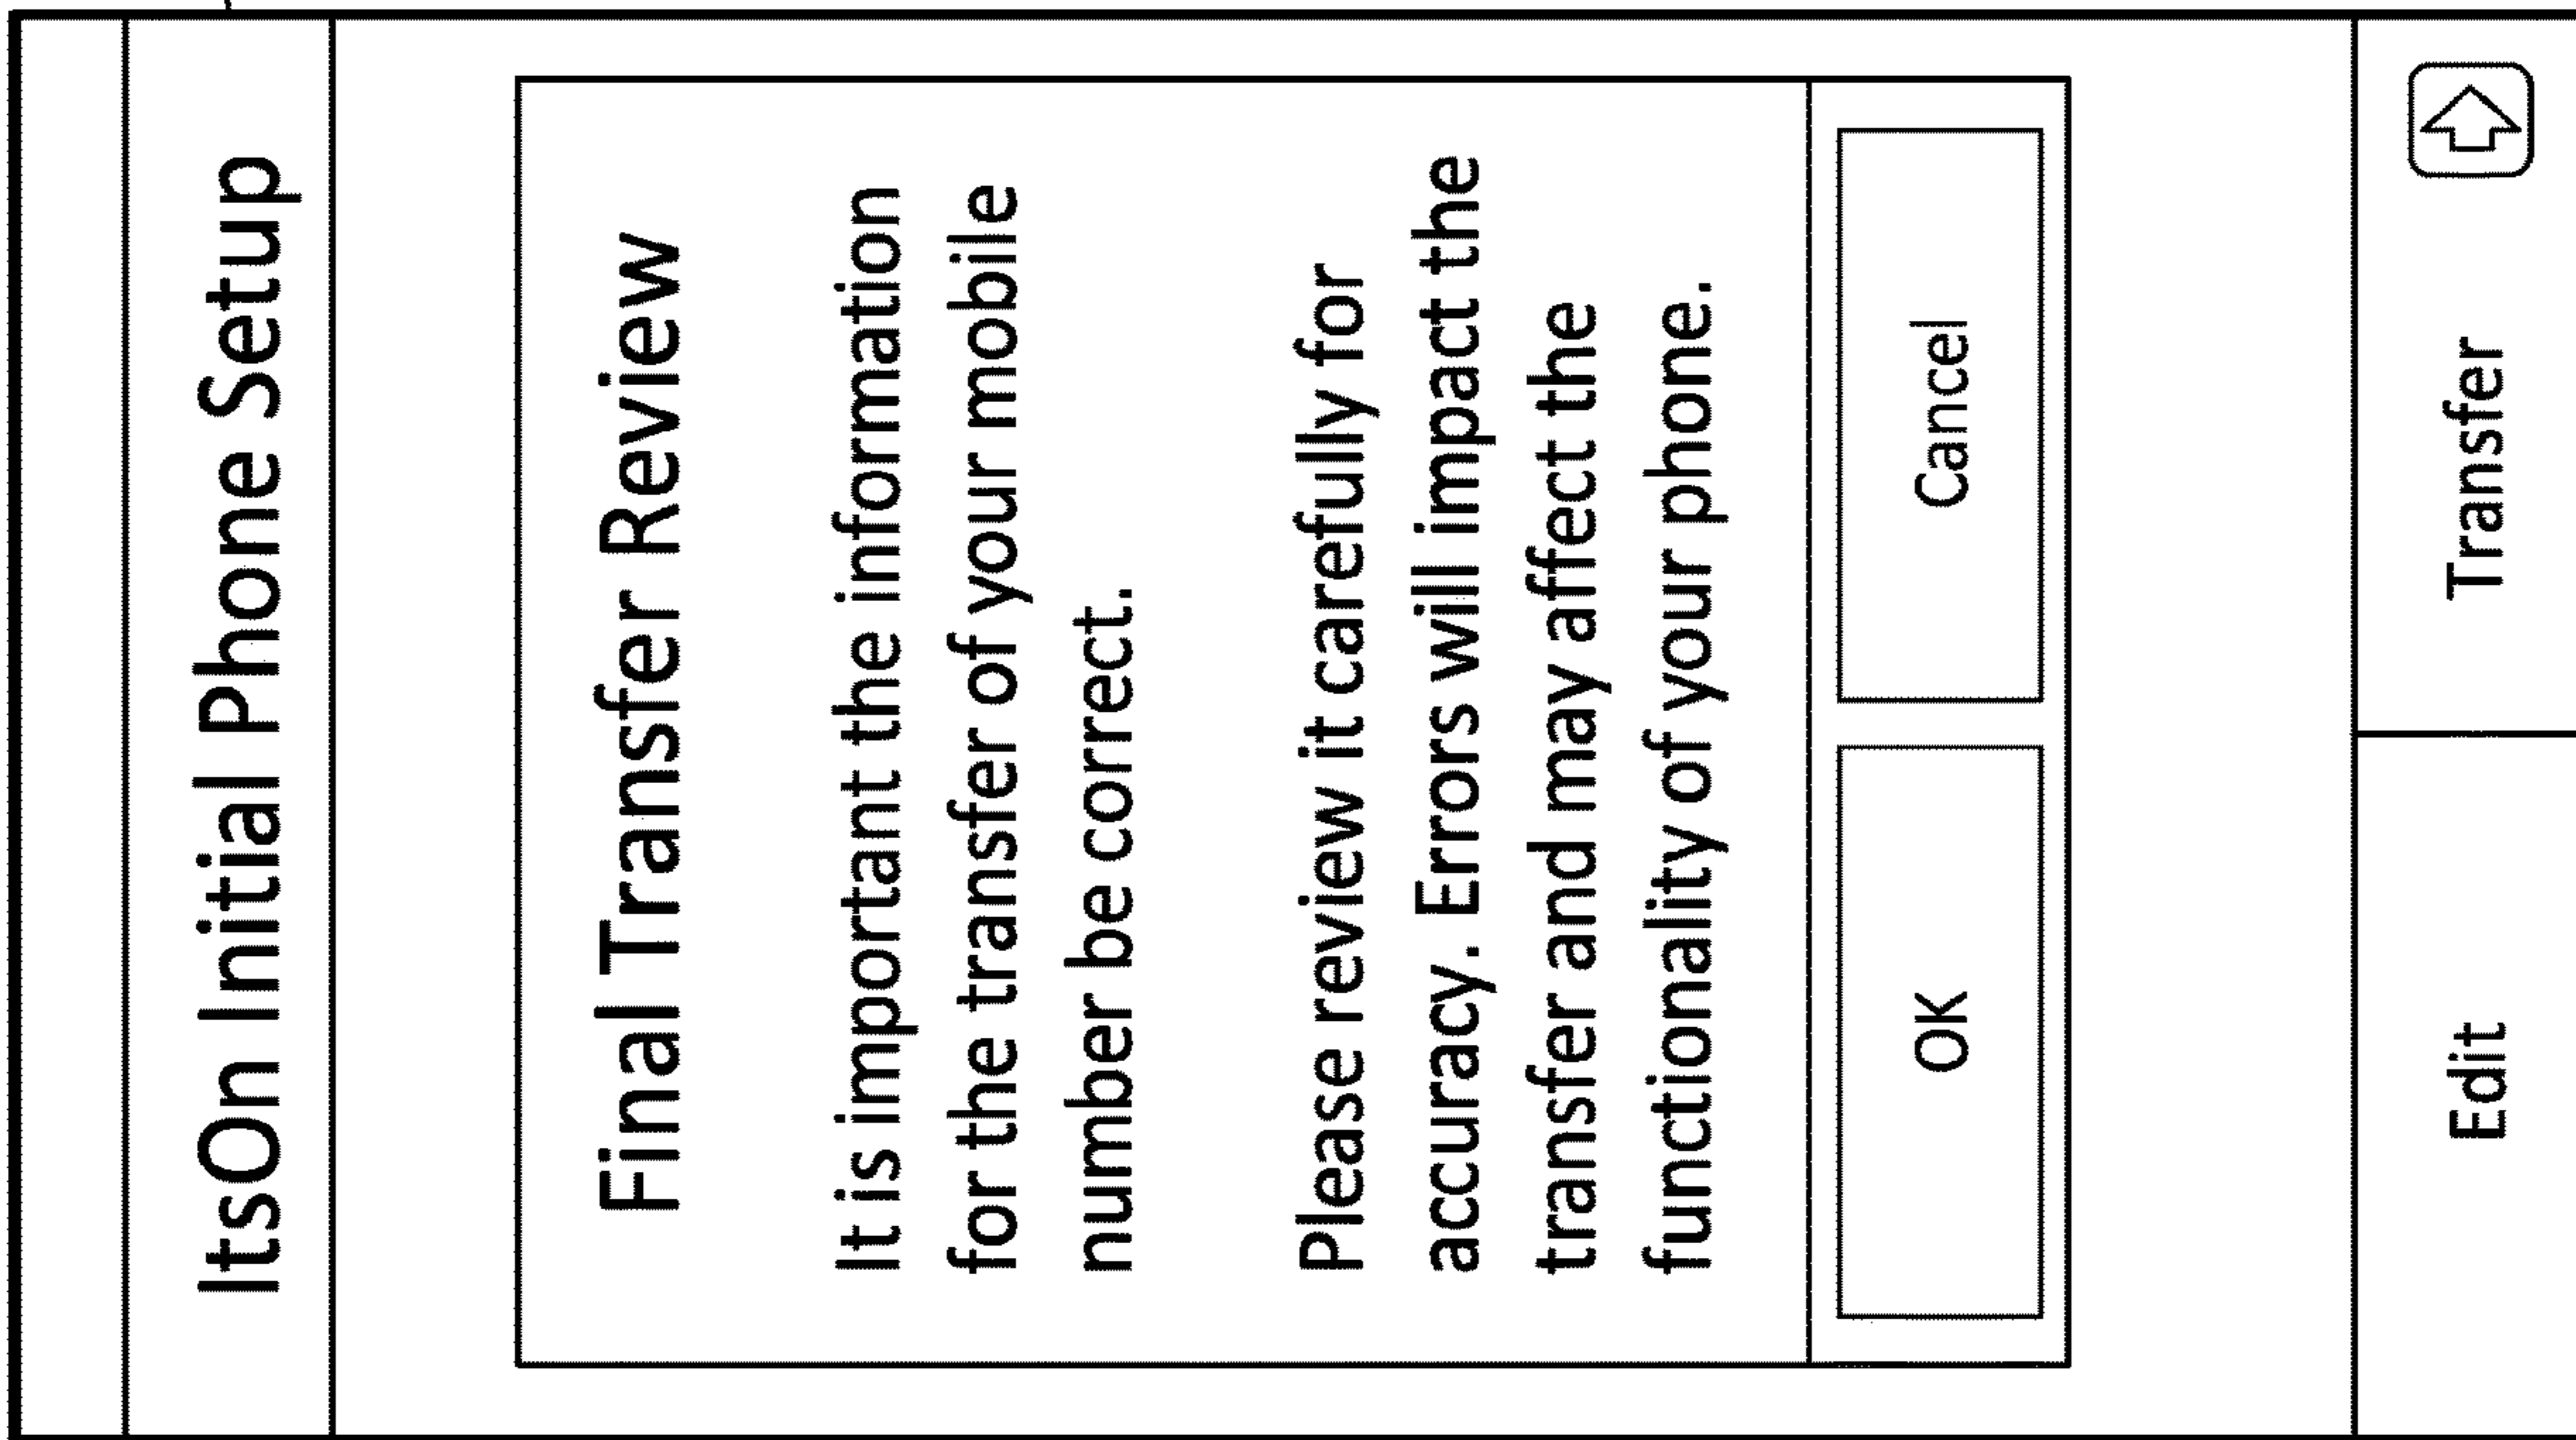 ItsOn Initial Phone Setup
Final Transfer Review
It is important the information
for the transfer of your mobile
number be correct.
Please review it carefully for
accuracy. Errors will impact the
transfer and may affect the
functionality of your phone.
OK
Cancel
Edit
Transfer